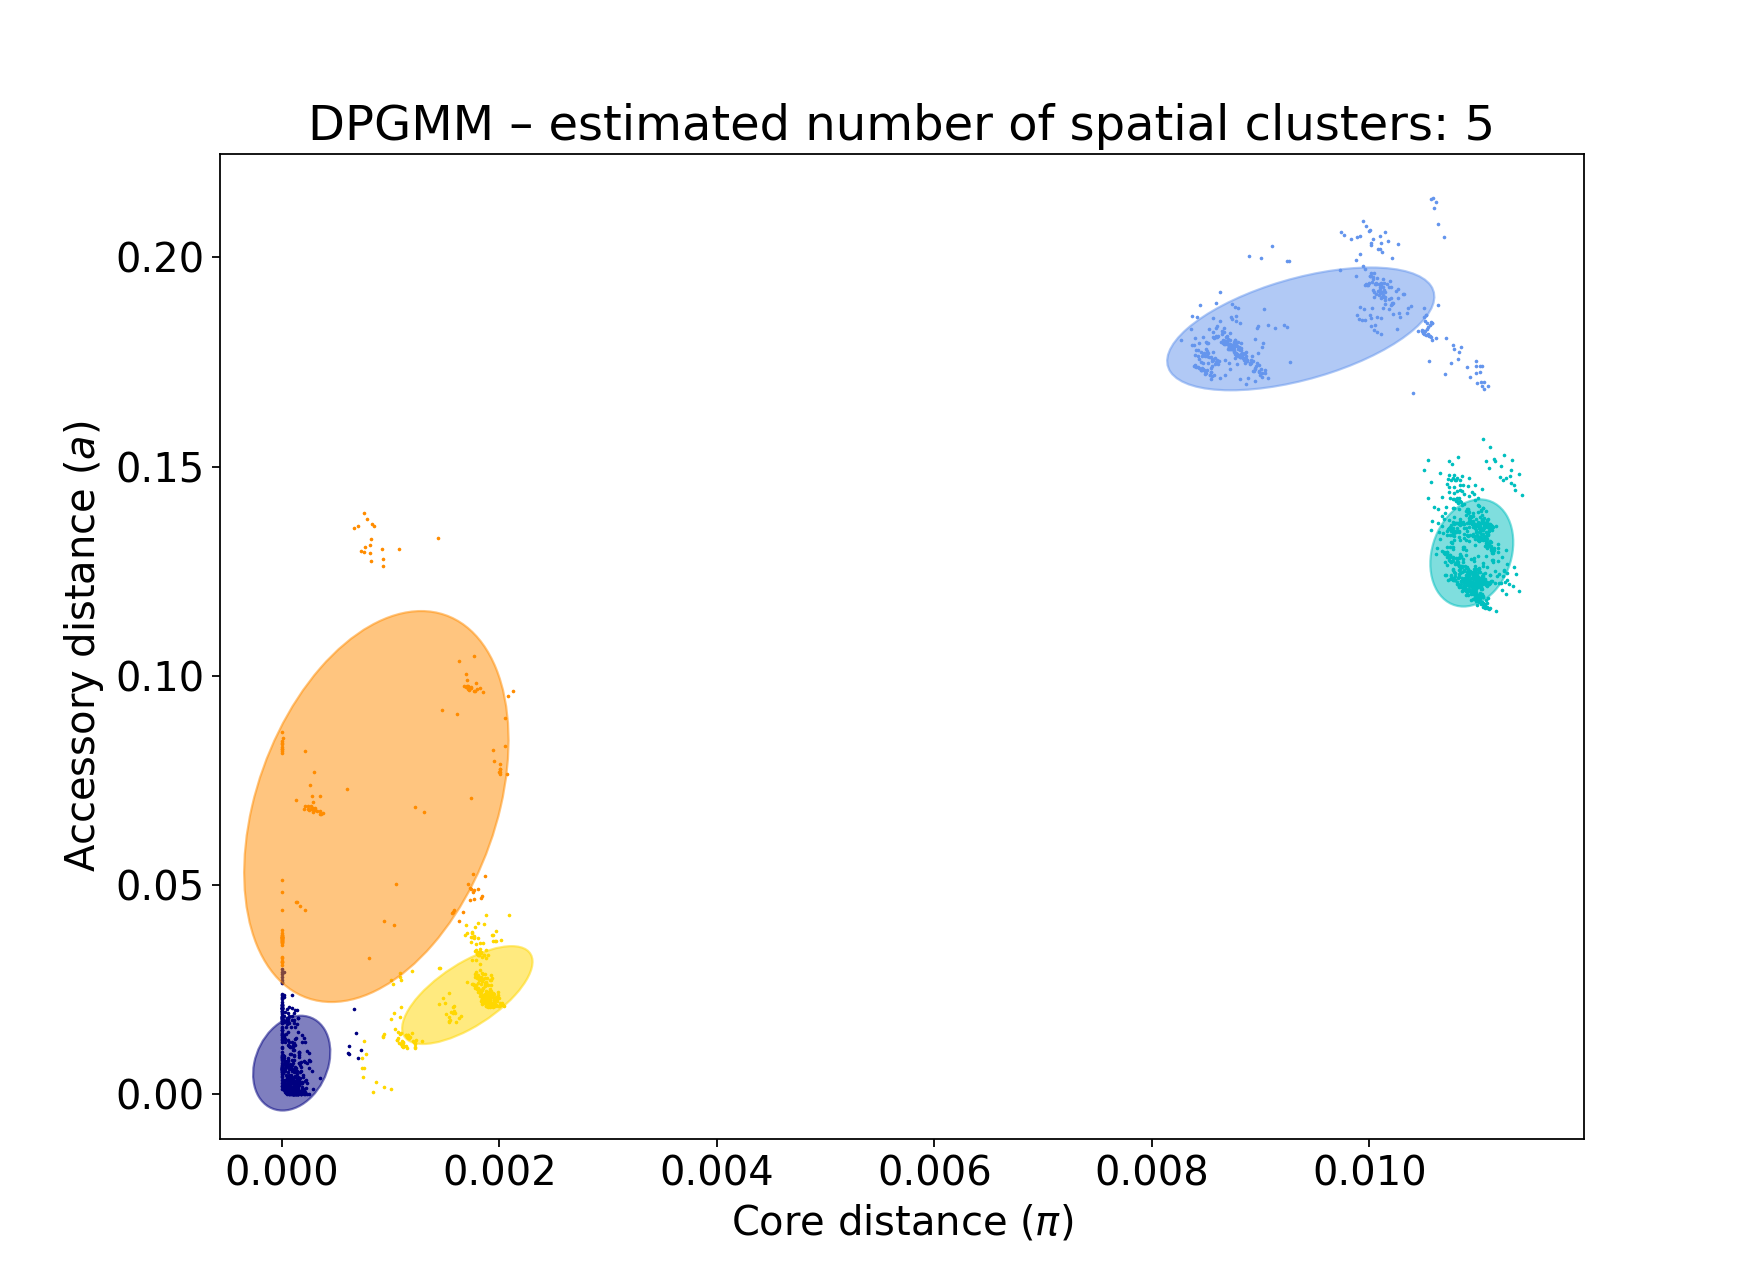 DPGMM – estimated number of spatial clusters: 5
0.20
0.15
0.10
0.05
0.00
Accessory distance (a)
0.000 0.002 0.004 0.006 0.008 0.010
Core distance (π)